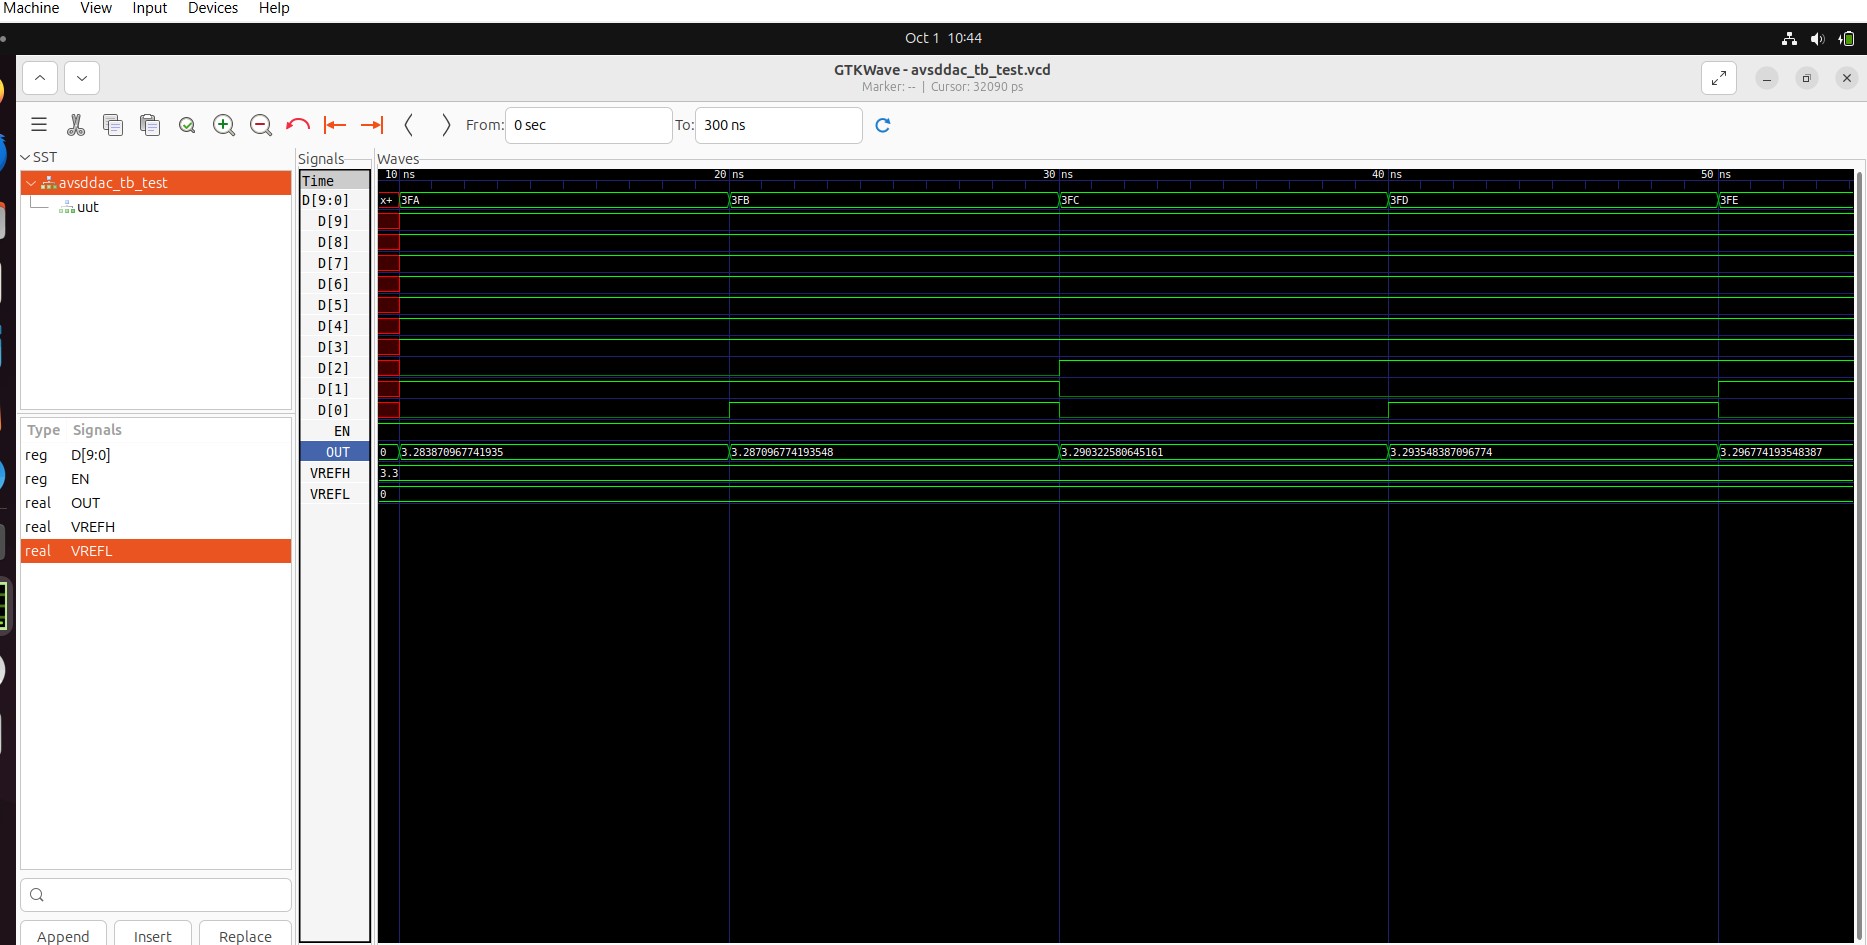 Machine View Input Devices Help
Oct 1 10:44
GTKWave - avsddac_tb_test.vcd
Marker: -- | Cursor: 32090 ps
From: 0 sec To: 300 ns
SST
avsddac_tb_test
uut
Type Signals
reg D[9:0]
reg EN
real OUT
real VREFH
real VREFL
Append Insert Replace
Signals
Time
D[9:0]
D[9]
D[8]
D[7]
D[6]
D[5]
D[4]
D[3]
D[2]
D[1]
D[0]
EN
OUT
VREFH
VREFL
Waves
10 ns 20 ns 30 ns 40 ns 50 ns
x+ 3FA 3FB 3FC 3FD 3FE
0 3.283870967741935 3.287096774193548 3.290322580645161 3.293548387096774 3.296774193548387
3.3
0